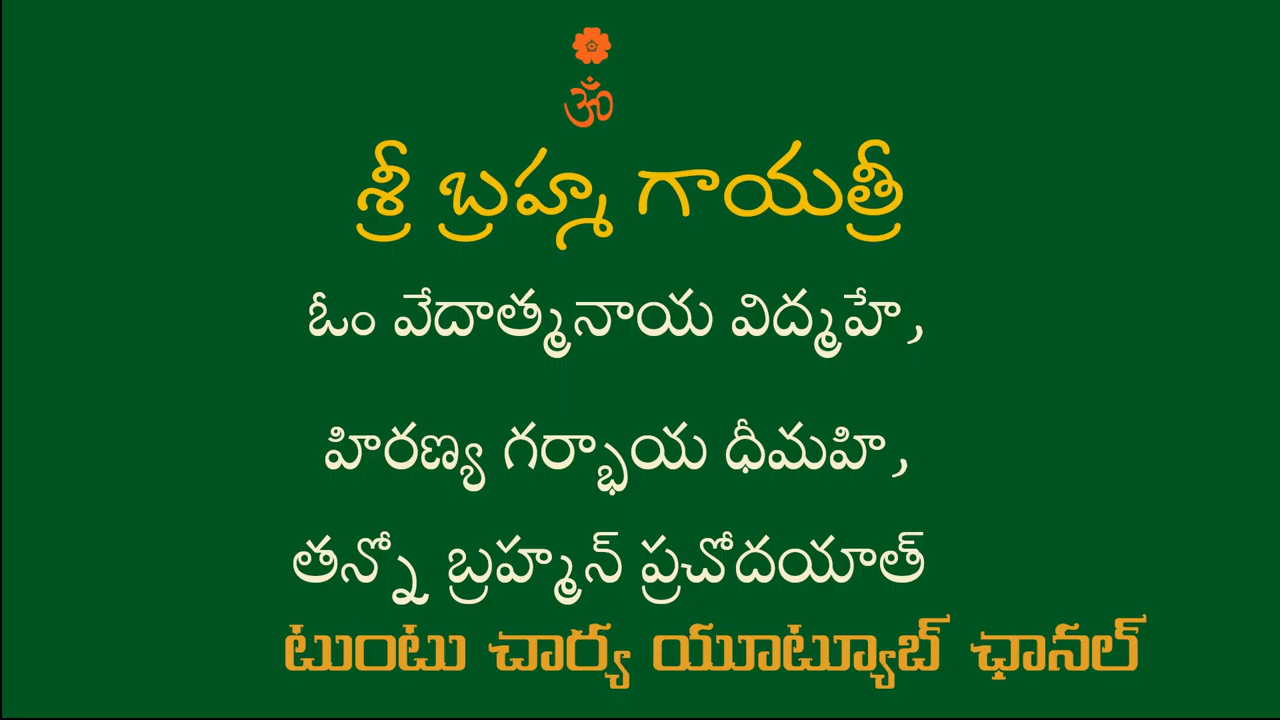 ॐ
శ్రీ బ్రహ్మ గాయత్రీ
ఓం వేదాత్మనాయ విద్మహే,
హిరణ్య గర్భాయ ధీమహి,
తన్నో బ్రహ్మన్ ప్రచోదయాత్
టుంటు చార్య యూట్యూబ్ ఛానల్